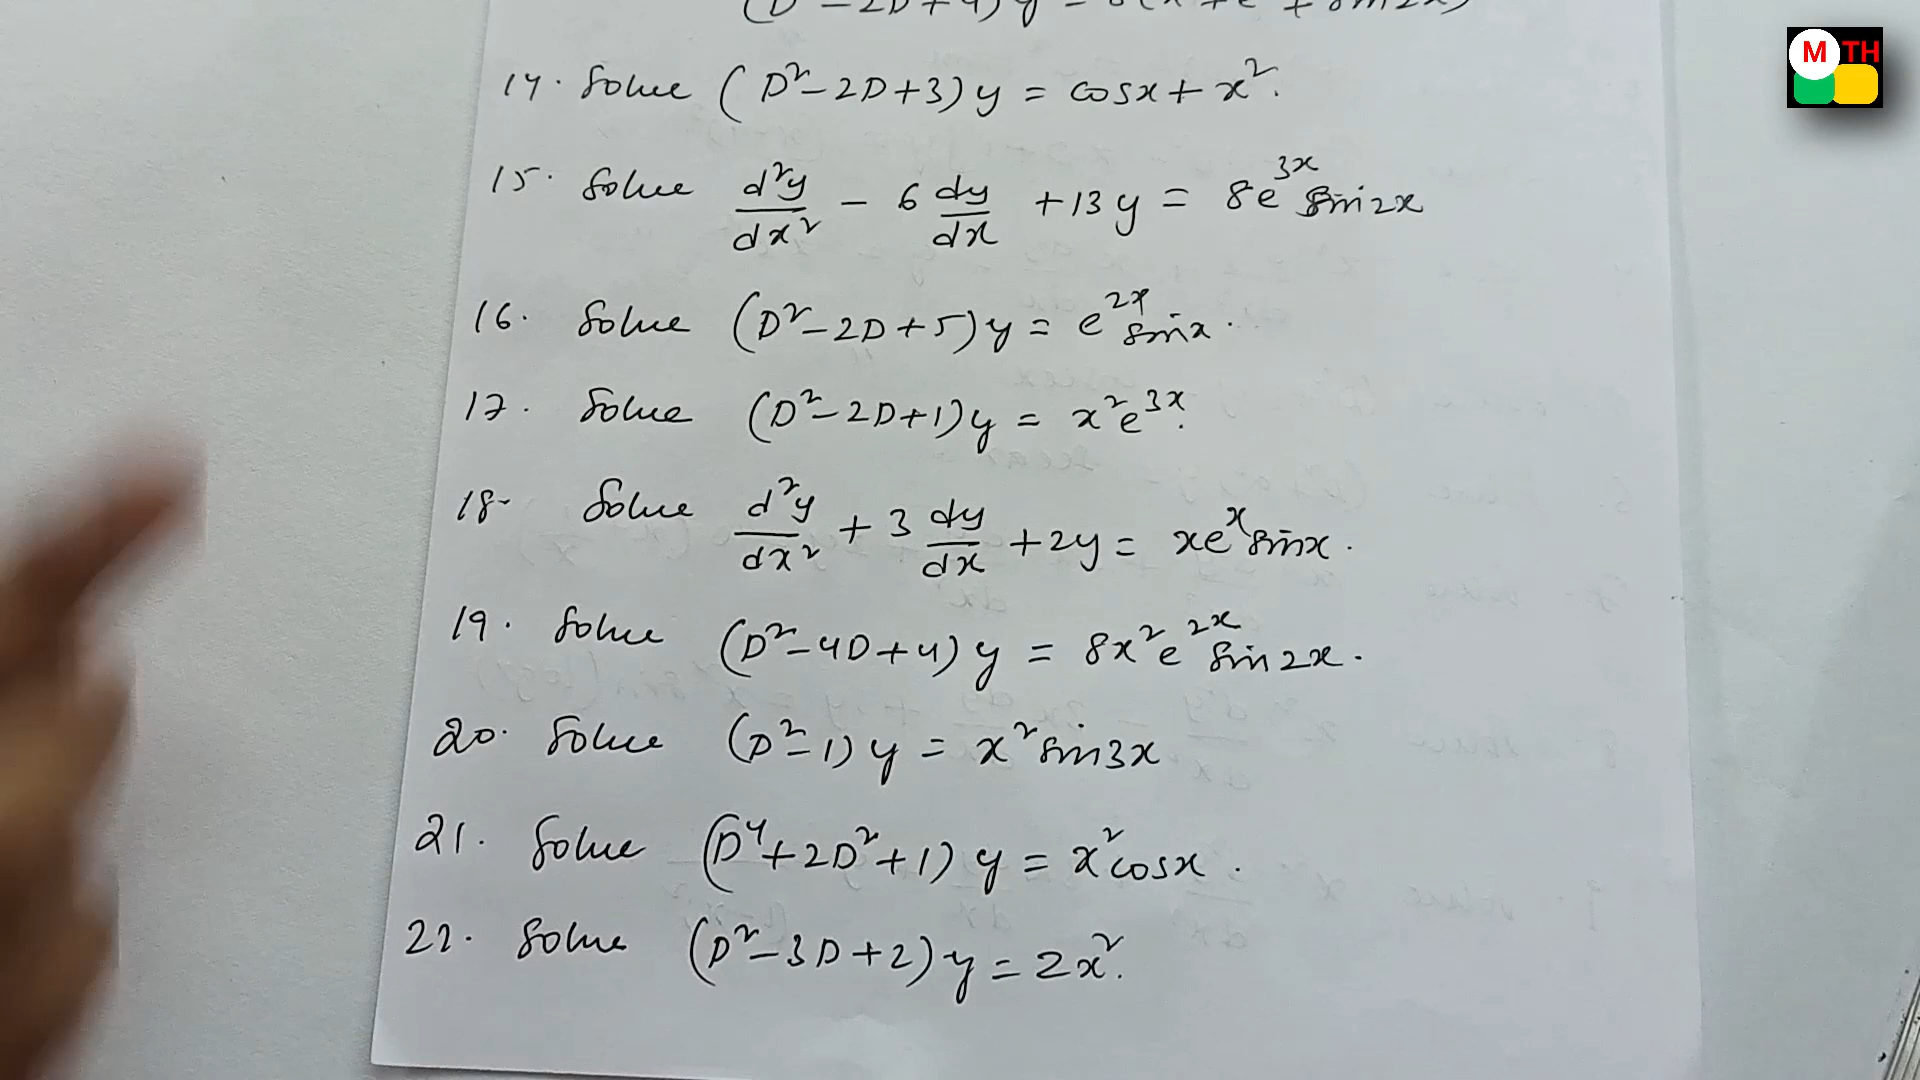 14. Solve (D²-2D+3)y = cosx + x².
15. Solve d²y/dx² - 6 dy/dx + 13y = 8e^3x sin2x
16. Solve (D²-2D+5)y = e^2x sinx.
17. Solve (D²-2D+1)y = x²e^3x.
18- Solve d²y/dx² + 3 dy/dx + 2y = xe^x sinx.
19. Solve (D²-4D+4)y = 8x²e^2x sin2x.
20. Solve (D²-1)y = x² sin3x
21. Solve (D⁴+2D²+1)y = x²cosx.
22. Solve (D²-3D+2)y = 2x².
M TH